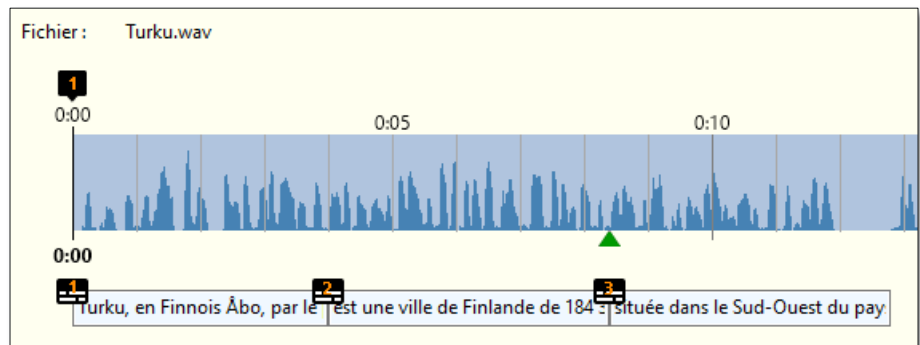 Fichier : Turku.wav
1
0:00 0:05 0:10
0:00
1 2 3
Turku, en Finnois Åbo, par le est une ville de Finlande de 184 située dans le Sud-Ouest du pay